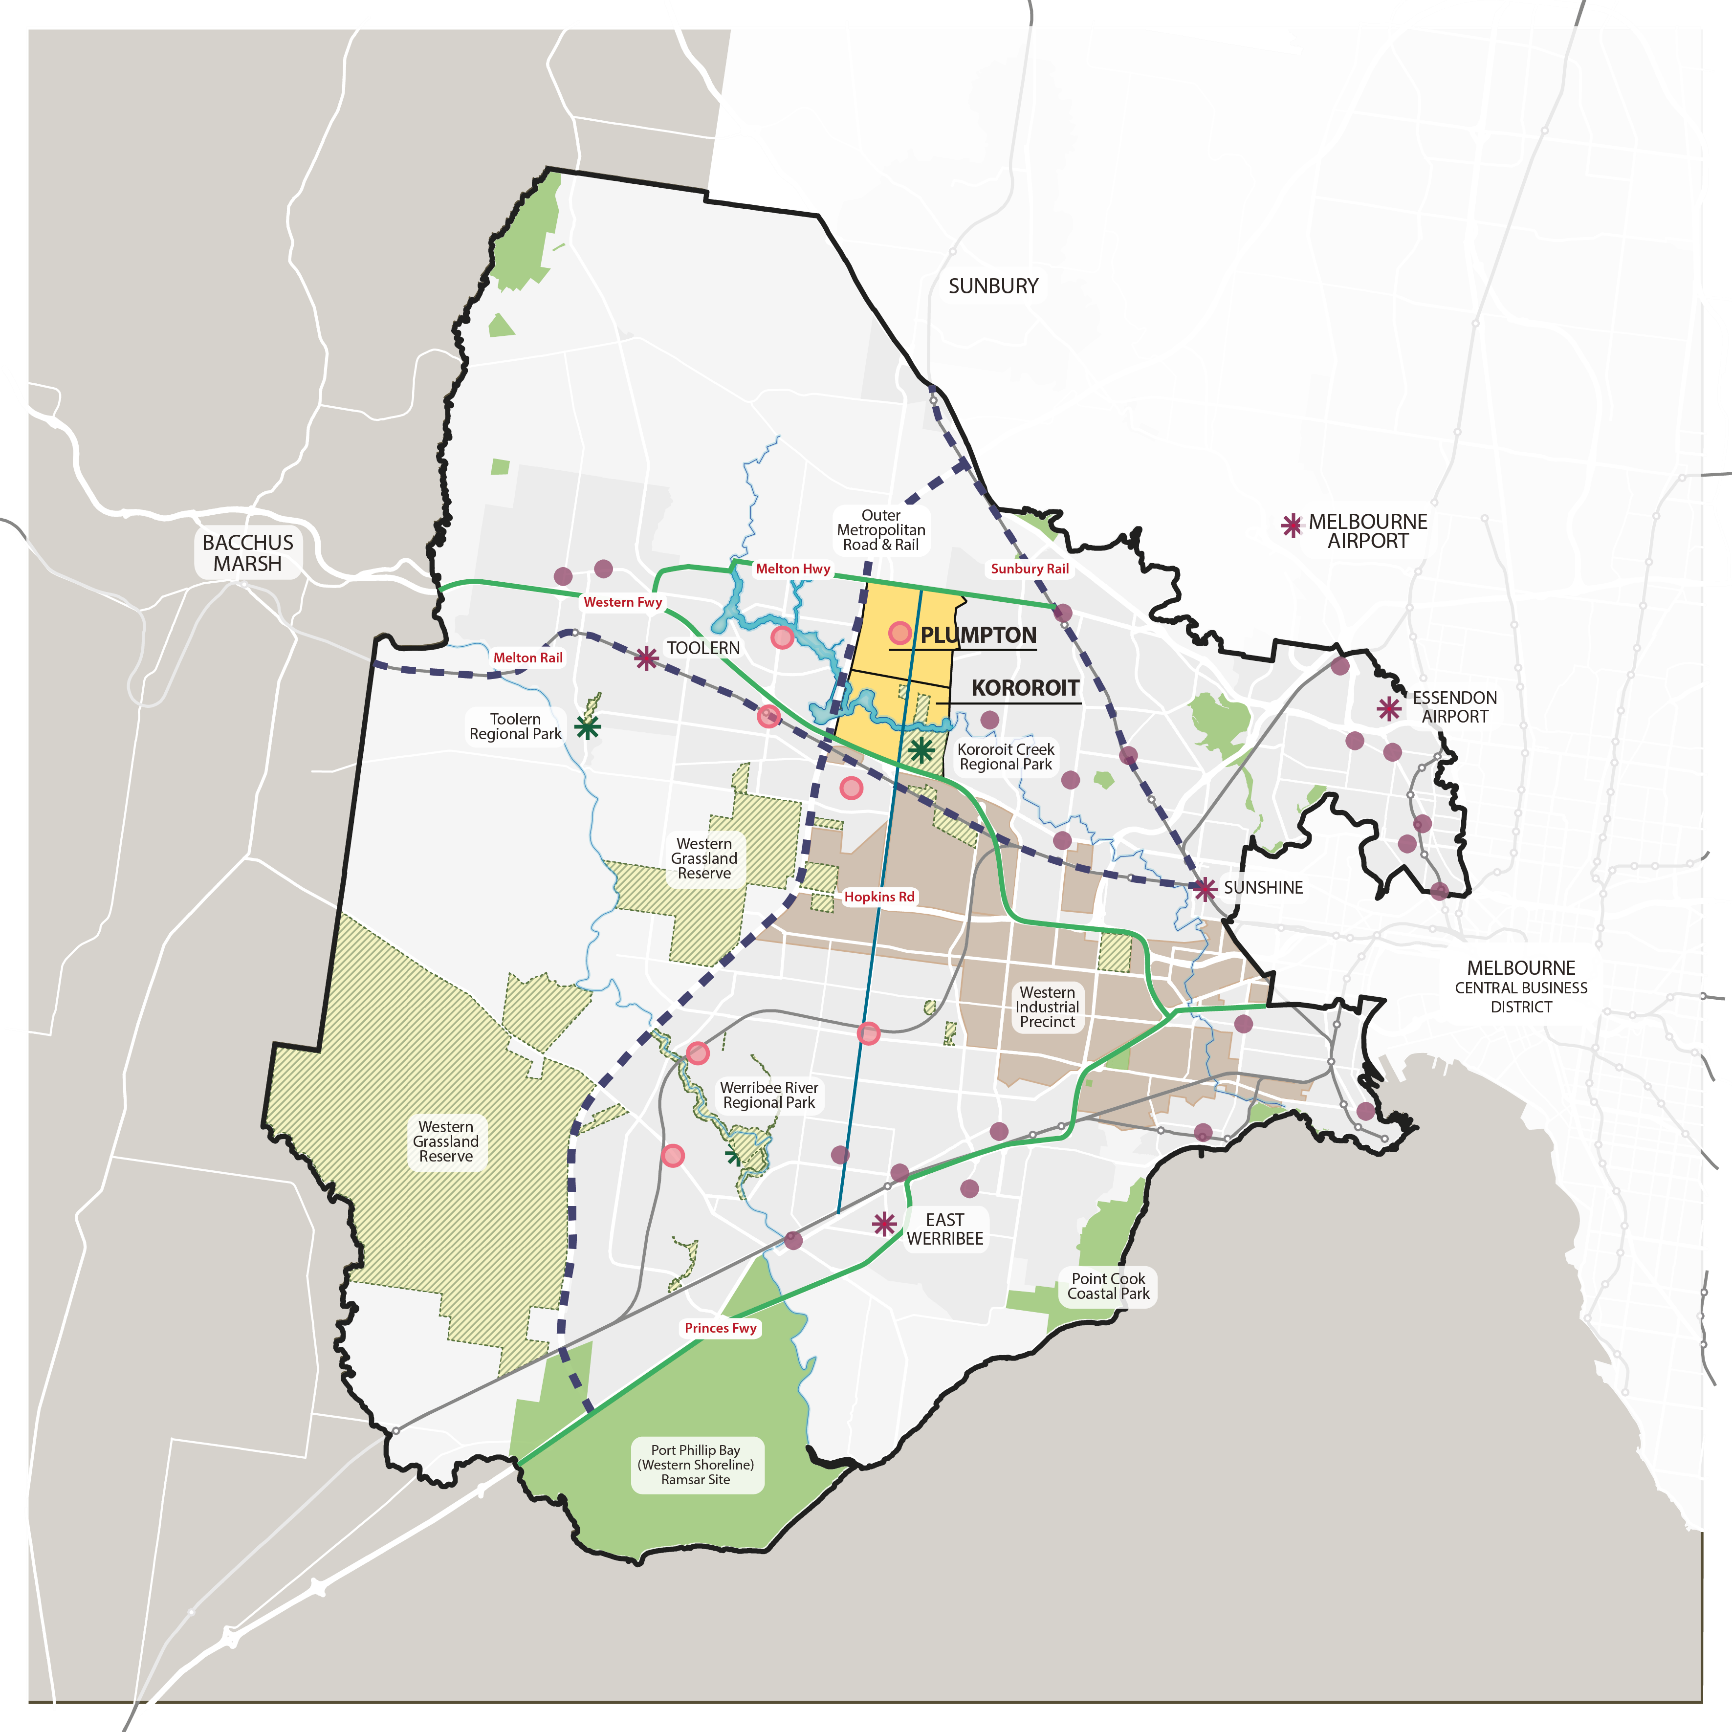 SUNBURY
Outer
Metropolitan
Road & Rail
MELBOURNE
AIRPORT
BACCHUS
MARSH
Melton Hwy
Sunbury Rail
Western Fwy
PLUMPTON
TOOLERN
Melton Rail
KOROROIT
ESSENDON
AIRPORT
Toolern
Regional Park
Kororoit Creek
Regional Park
Western
Grassland
Reserve
SUNSHINE
Hopkins Rd
MELBOURNE
CENTRAL BUSINESS
DISTRICT
Western
Industrial
Precinct
Werribee River
Regional Park
Western
Grassland
Reserve
EAST
WERRIBEE
Point Cook
Coastal Park
Princes Fwy
Port Phillip Bay
(Western Shoreline)
Ramsar Site